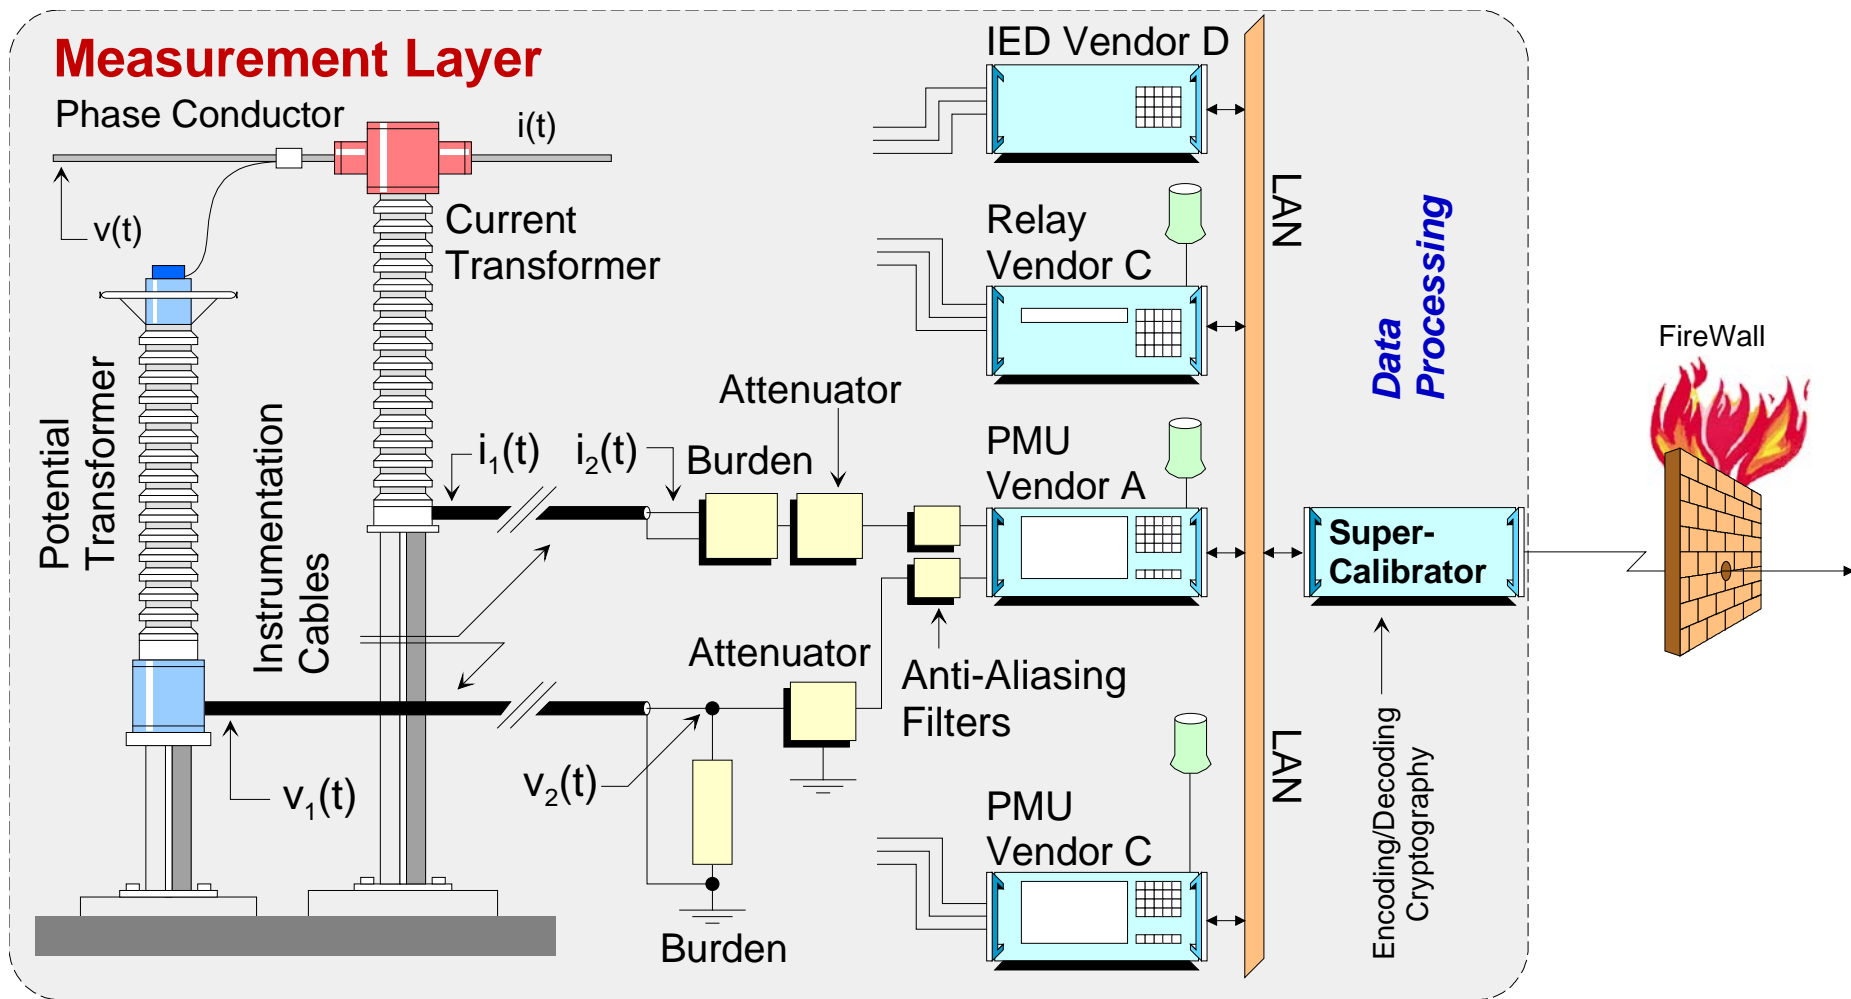 Measurement Layer
Phase Conductor
i(t)
v(t)
Current
Transformer
Potential
Transformer
Instrumentation
Cables
i1(t)
i2(t)
Burden
Attenuator
v1(t)
v2(t)
Attenuator
Burden
Anti-Aliasing
Filters
IED Vendor D
Relay
Vendor C
PMU
Vendor A
PMU
Vendor C
LAN
LAN
Data
Processing
Super-
Calibrator
Encoding/Decoding
Cryptography
FireWall